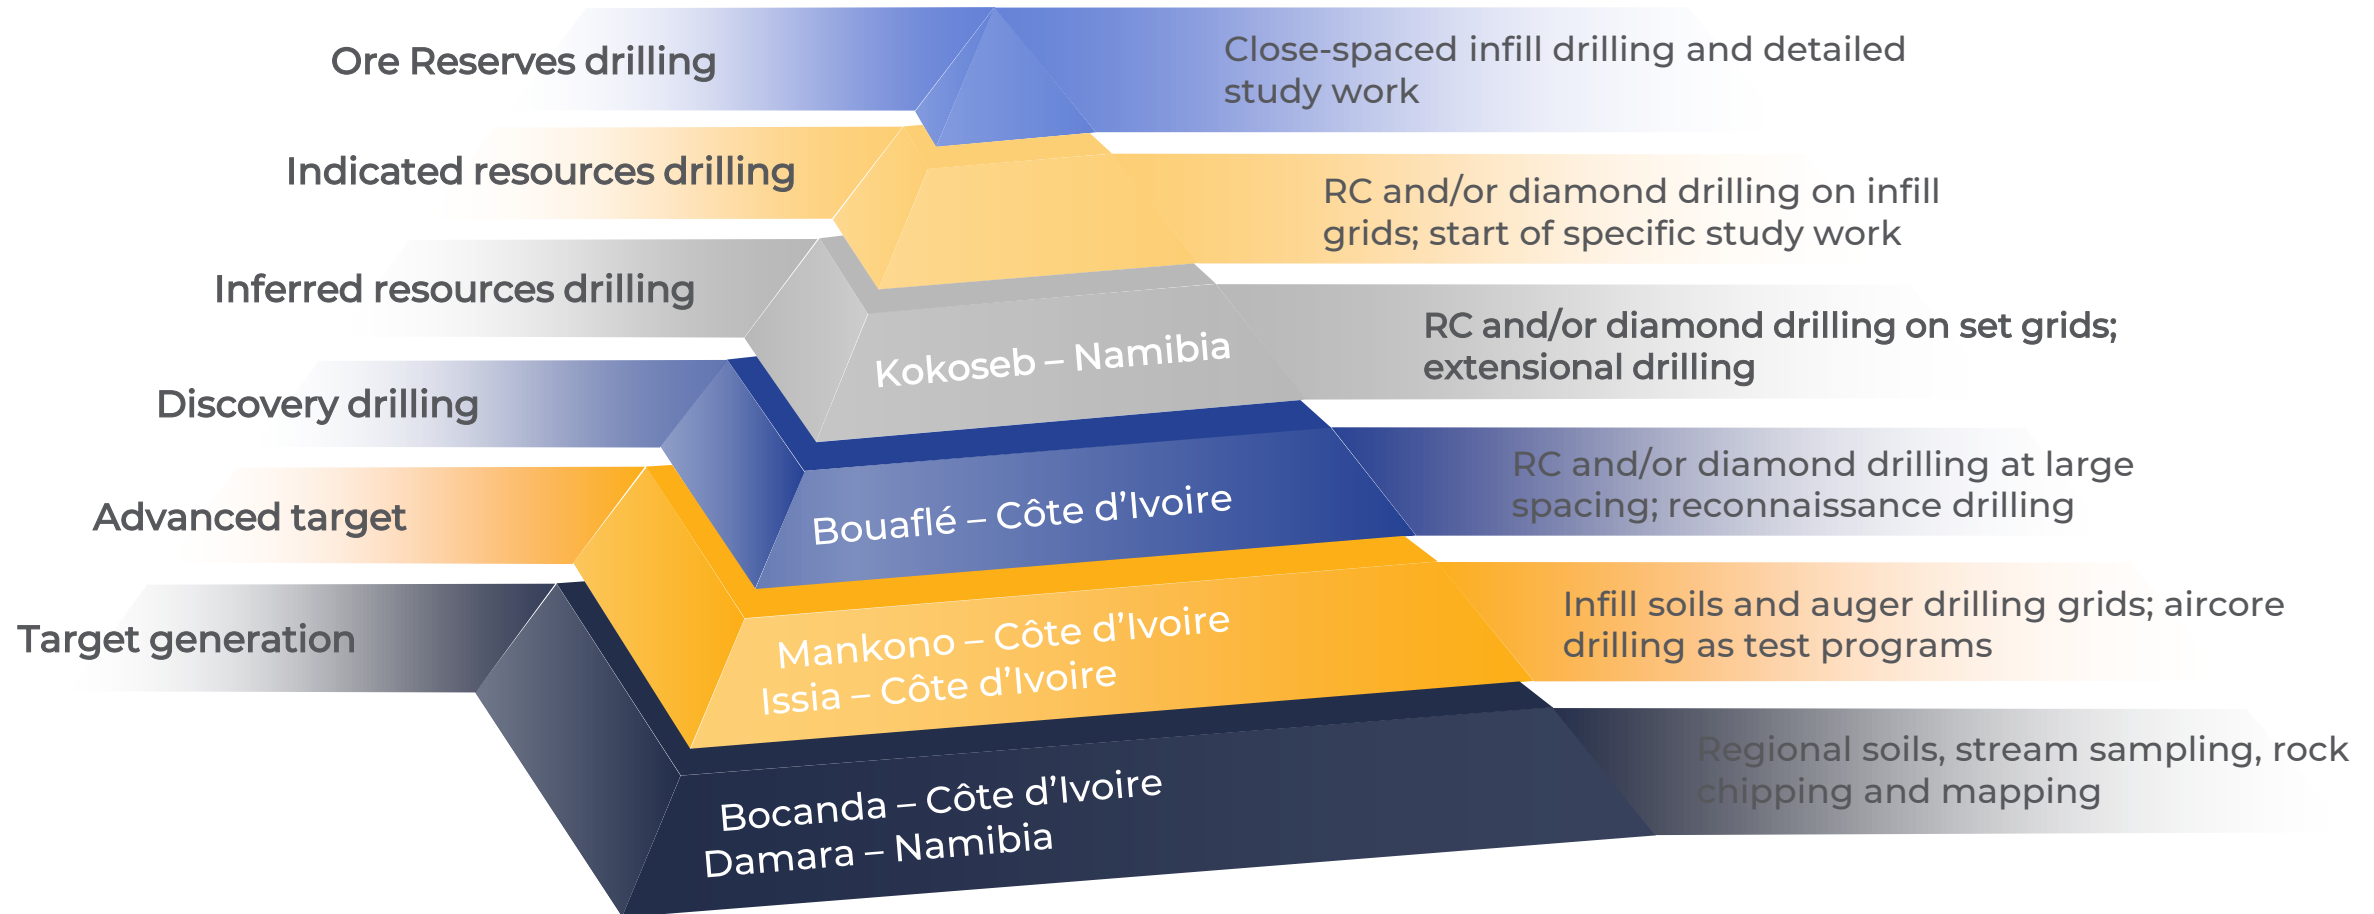 Ore Reserves drilling
Close-spaced infill drilling and detailed
study work
Indicated resources drilling
RC and/or diamond drilling on infill
grids; start of specific study work
Inferred resources drilling
Kokoseb – Namibia
RC and/or diamond drilling on set grids;
extensional drilling
Discovery drilling
Bouaflé – Côte d’Ivoire
RC and/or diamond drilling at large
spacing; reconnaissance drilling
Advanced target
Mankono – Côte d’Ivoire
Issia – Côte d’Ivoire
Infill soils and auger drilling grids; aircore
drilling as test programs
Target generation
Bocanda – Côte d’Ivoire
Damara – Namibia
Regional soils, stream sampling, rock
chipping and mapping